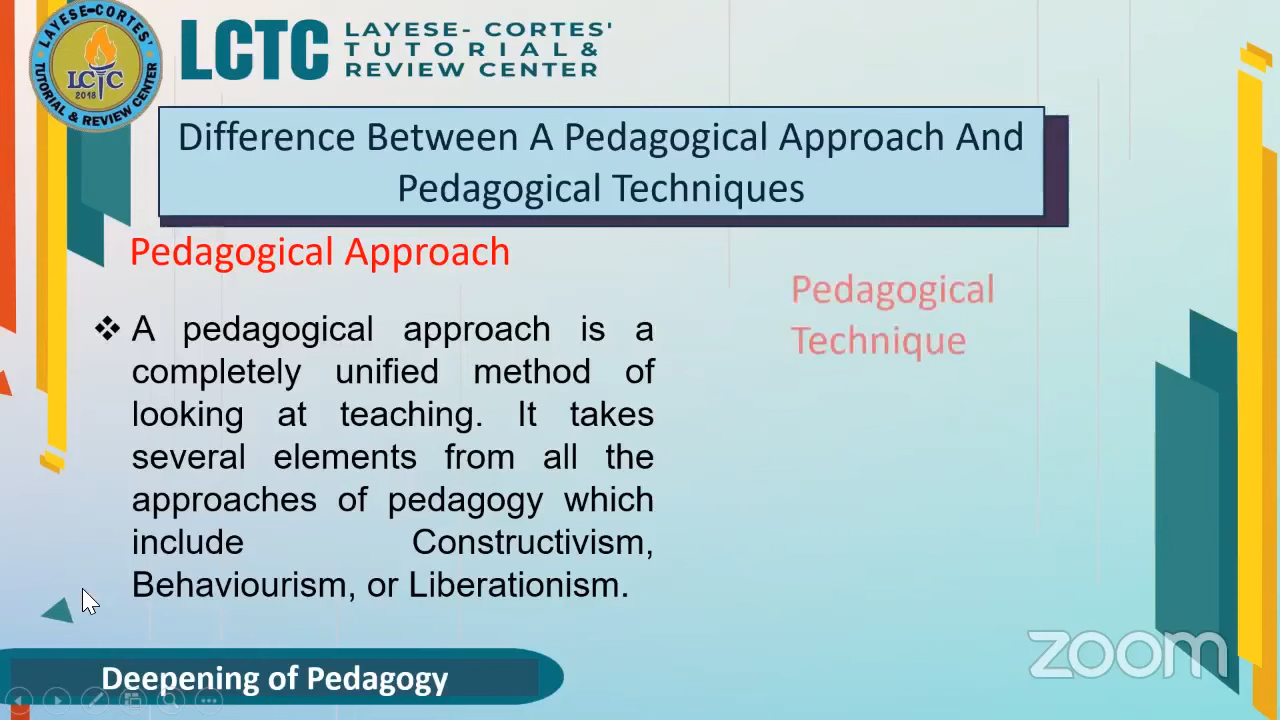 LAYESE-CORTES'
LCTC
2018
TUTORIAL & REVIEW CENTER
LCTC
LAYESE- CORTES'
TUTORIAL &
REVIEW CENTER
Difference Between A Pedagogical Approach And
Pedagogical Techniques
Pedagogical Approach
❖ A pedagogical approach is a
completely unified method of
looking at teaching. It takes
several elements from all the
approaches of pedagogy which
include Constructivism,
Behaviourism, or Liberationism.
Pedagogical
Technique
Deepening of Pedagogy
zoom